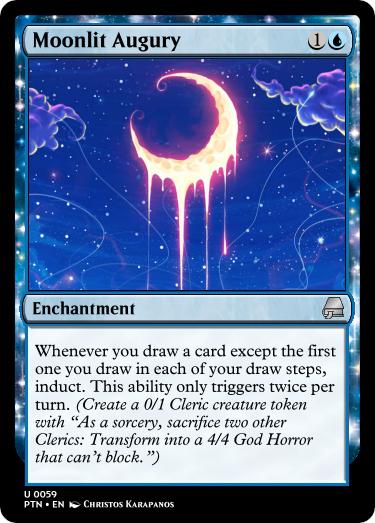 Moonlit Augury 1
Enchantment
Whenever you draw a card except the first
one you draw in each of your draw steps,
induct. This ability only triggers twice per
turn. (Create a 0/1 Cleric creature token
with “As a sorcery, sacrifice two other
Clerics: Transform into a 4/4 God Horror
that can’t block.”)
U 0059
PTN • EN Christos Karapanos